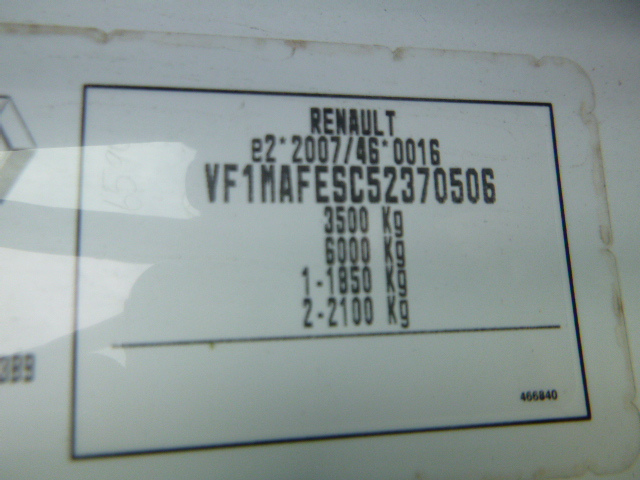 RENAULT
e2*2007/46*0016
VF1MAFESC52370506
3500 Kg
6000 Kg
1-1850 Kg
2-2100 Kg
466840